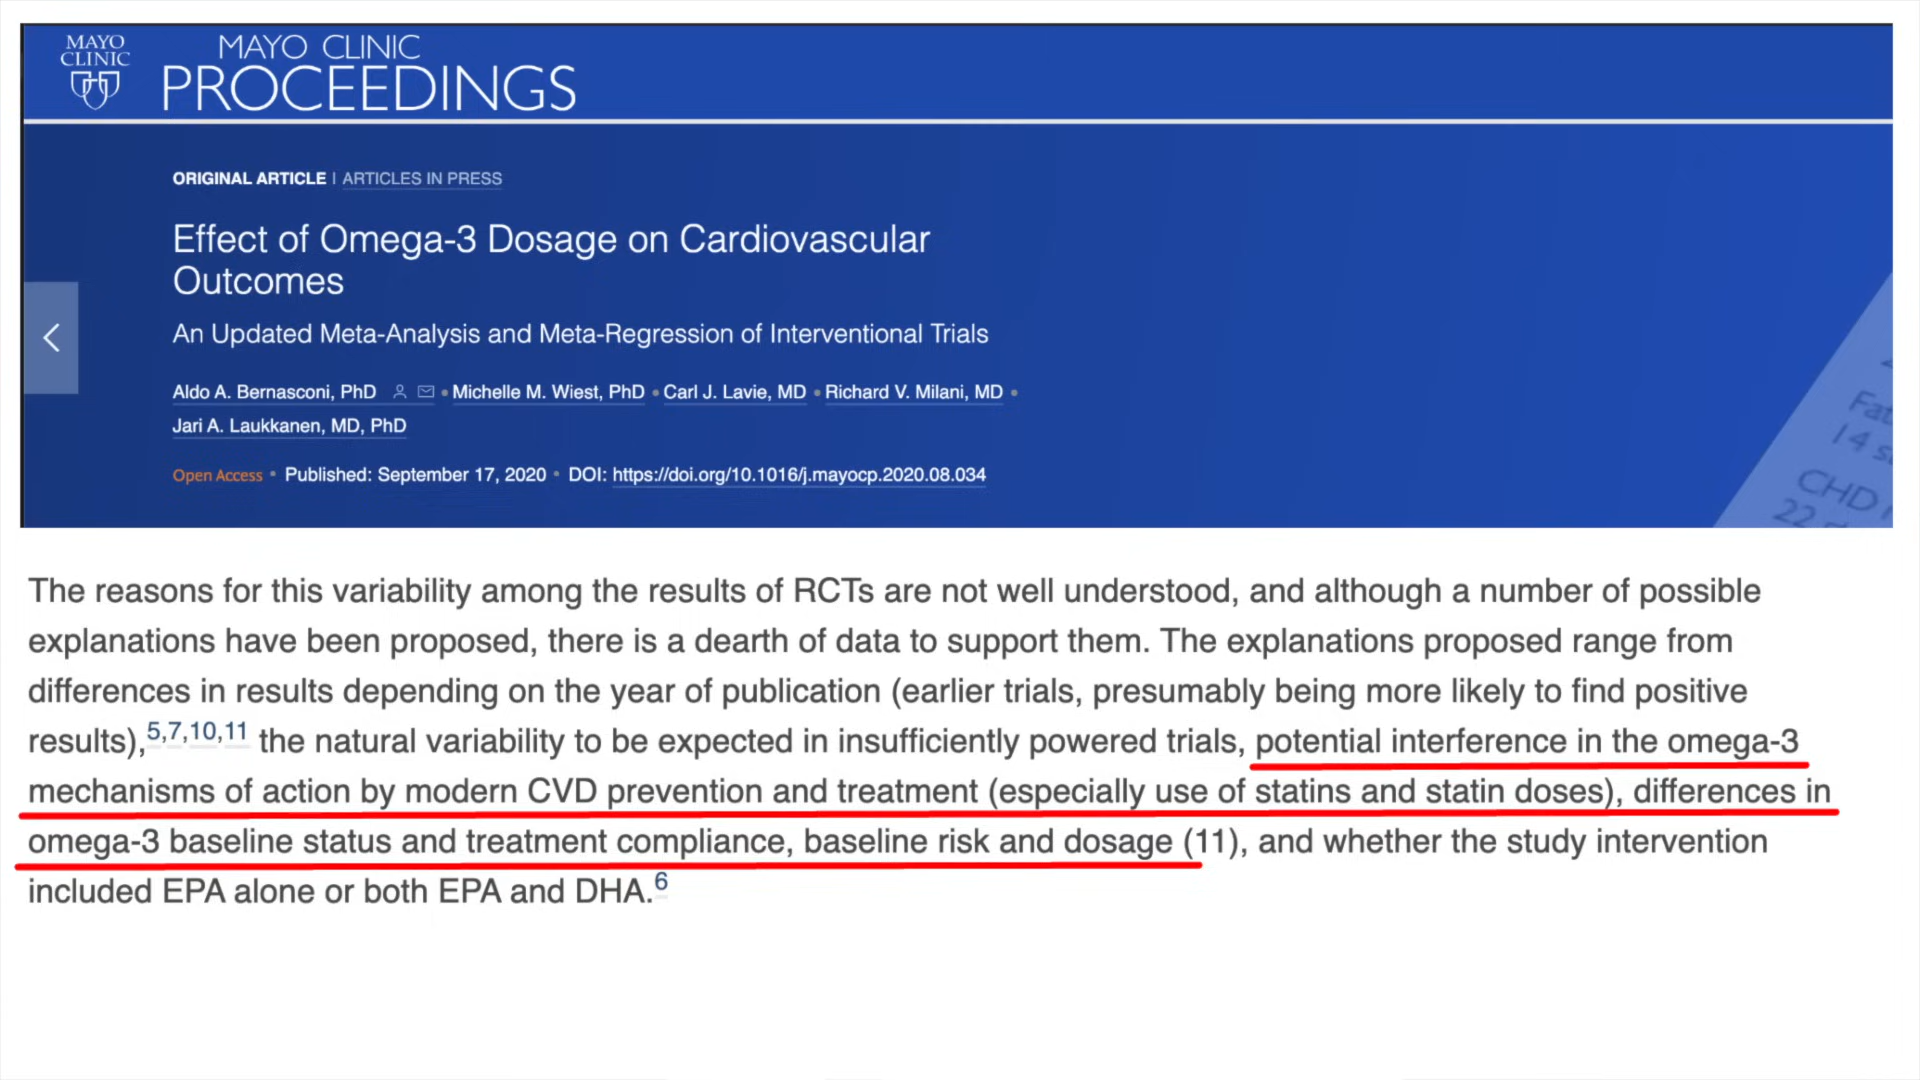 MAYO
CLINIC
MAYO CLINIC
PROCEEDINGS
ORIGINAL ARTICLE | ARTICLES IN PRESS
Effect of Omega-3 Dosage on Cardiovascular
Outcomes
An Updated Meta-Analysis and Meta-Regression of Interventional Trials
Aldo A. Bernasconi, PhD • Michelle M. Wiest, PhD • Carl J. Lavie, MD • Richard V. Milani, MD •
Jari A. Laukkanen, MD, PhD
Open Access • Published: September 17, 2020 • DOI: https://doi.org/10.1016/j.mayocp.2020.08.034
14
CHD
22
The reasons for this variability among the results of RCTs are not well understood, and although a number of possible
explanations have been proposed, there is a dearth of data to support them. The explanations proposed range from
differences in results depending on the year of publication (earlier trials, presumably being more likely to find positive
results),5,7,10,11 the natural variability to be expected in insufficiently powered trials, potential interference in the omega-3
mechanisms of action by modern CVD prevention and treatment (especially use of statins and statin doses), differences in
omega-3 baseline status and treatment compliance, baseline risk and dosage (11), and whether the study intervention
included EPA alone or both EPA and DHA.6